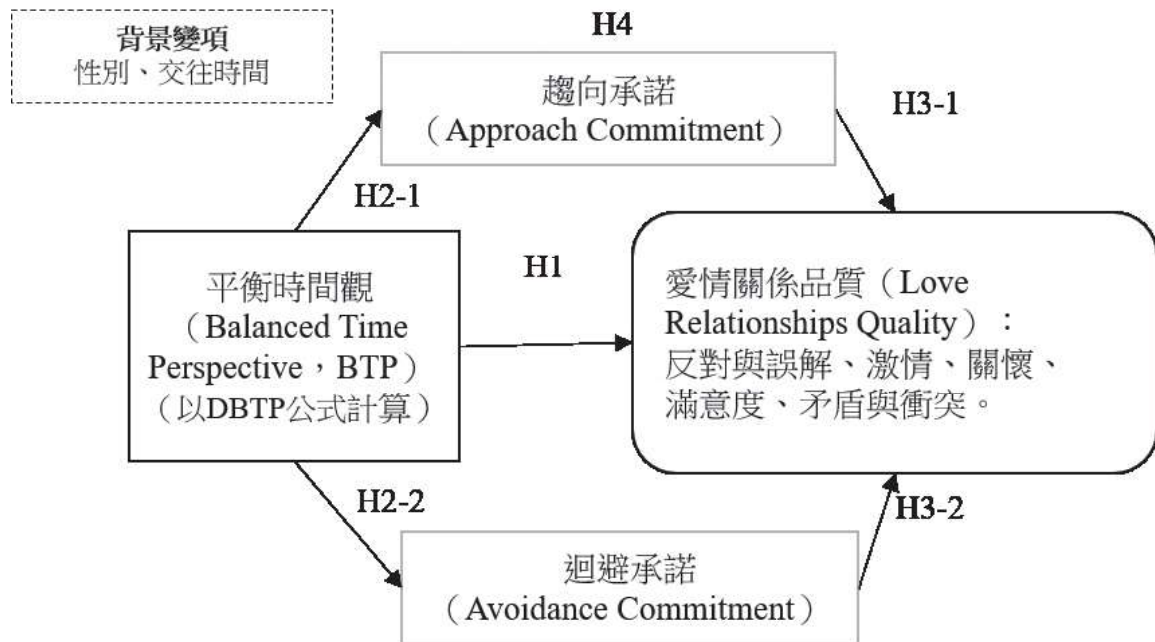 背景變項
性別、交往時間
H4
趨向承諾
（Approach Commitment）
H3-1
H2-1
平衡時間觀
（Balanced Time
Perspective，BTP）
（以DBTP公式計算）
H1
愛情關係品質（Love
Relationships Quality）：
反對與誤解、激情、關懷、
滿意度、矛盾與衝突。
H2-2
H3-2
迴避承諾
（Avoidance Commitment）